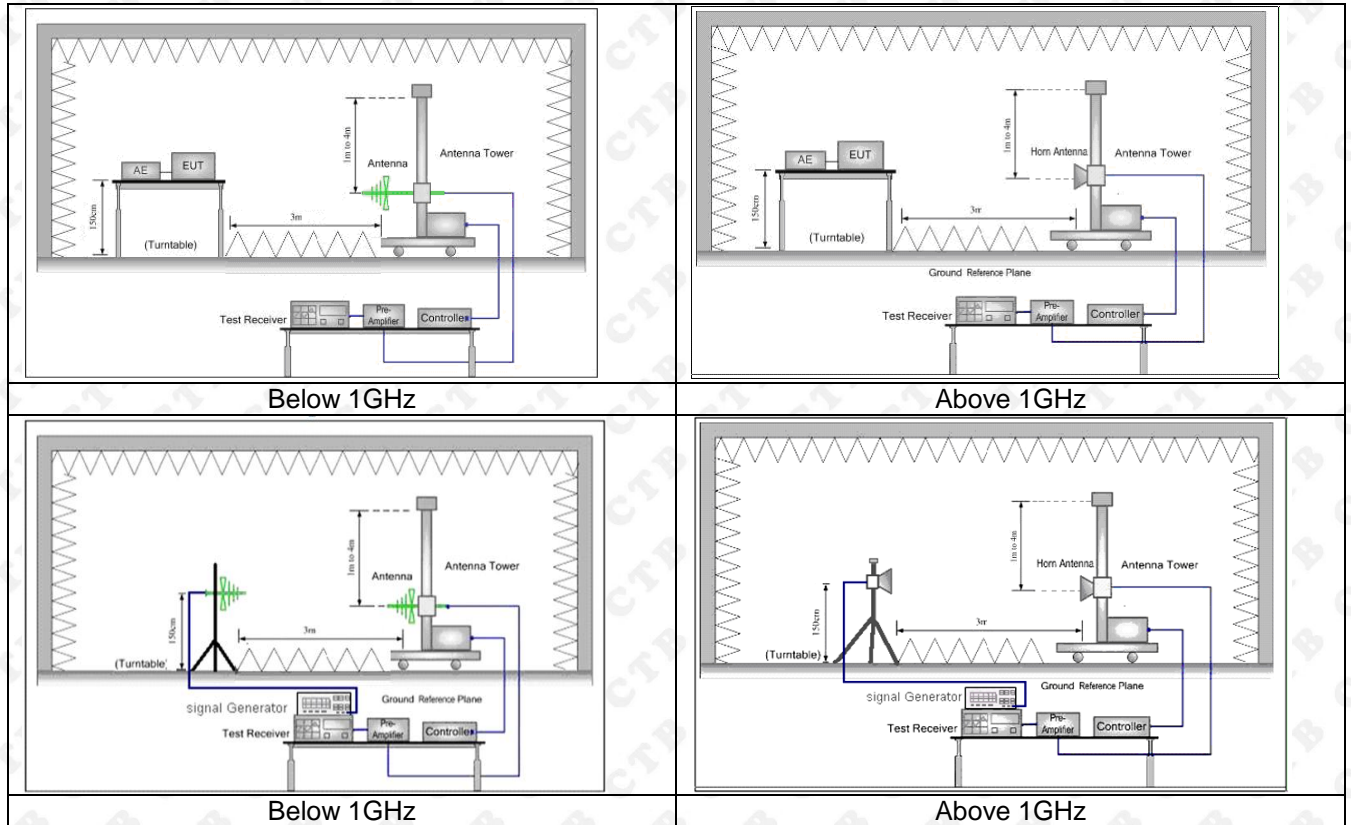 1m to 4m
Antenna
Antenna Tower
AE
EUT
150cm
3m
(Turntable)
Test Receiver
Pre-
Amplifier
Controlle
Below 1GHz
1m to 4m
Horn Antenna
Antenna Tower
AE
EUT
150cm
3m
(Turntable)
Ground Reference Plane
Test Receiver
Pre-
Amplifier
Controller
Above 1GHz
1m to 4m
Antenna
Antenna Tower
150cm
3m
(Turntable)
Ground Reference Plane
signal Generator
Test Receiver
Pre-
Amplifier
Controlle
Below 1GHz
1m to 4m
Horn Antenna
Antenna Tower
150cm
3m
(Turntable)
Ground Reference Plane
signal Generator
Test Receiver
Pre-
Amplifier
Controller
Above 1GHz
CTB